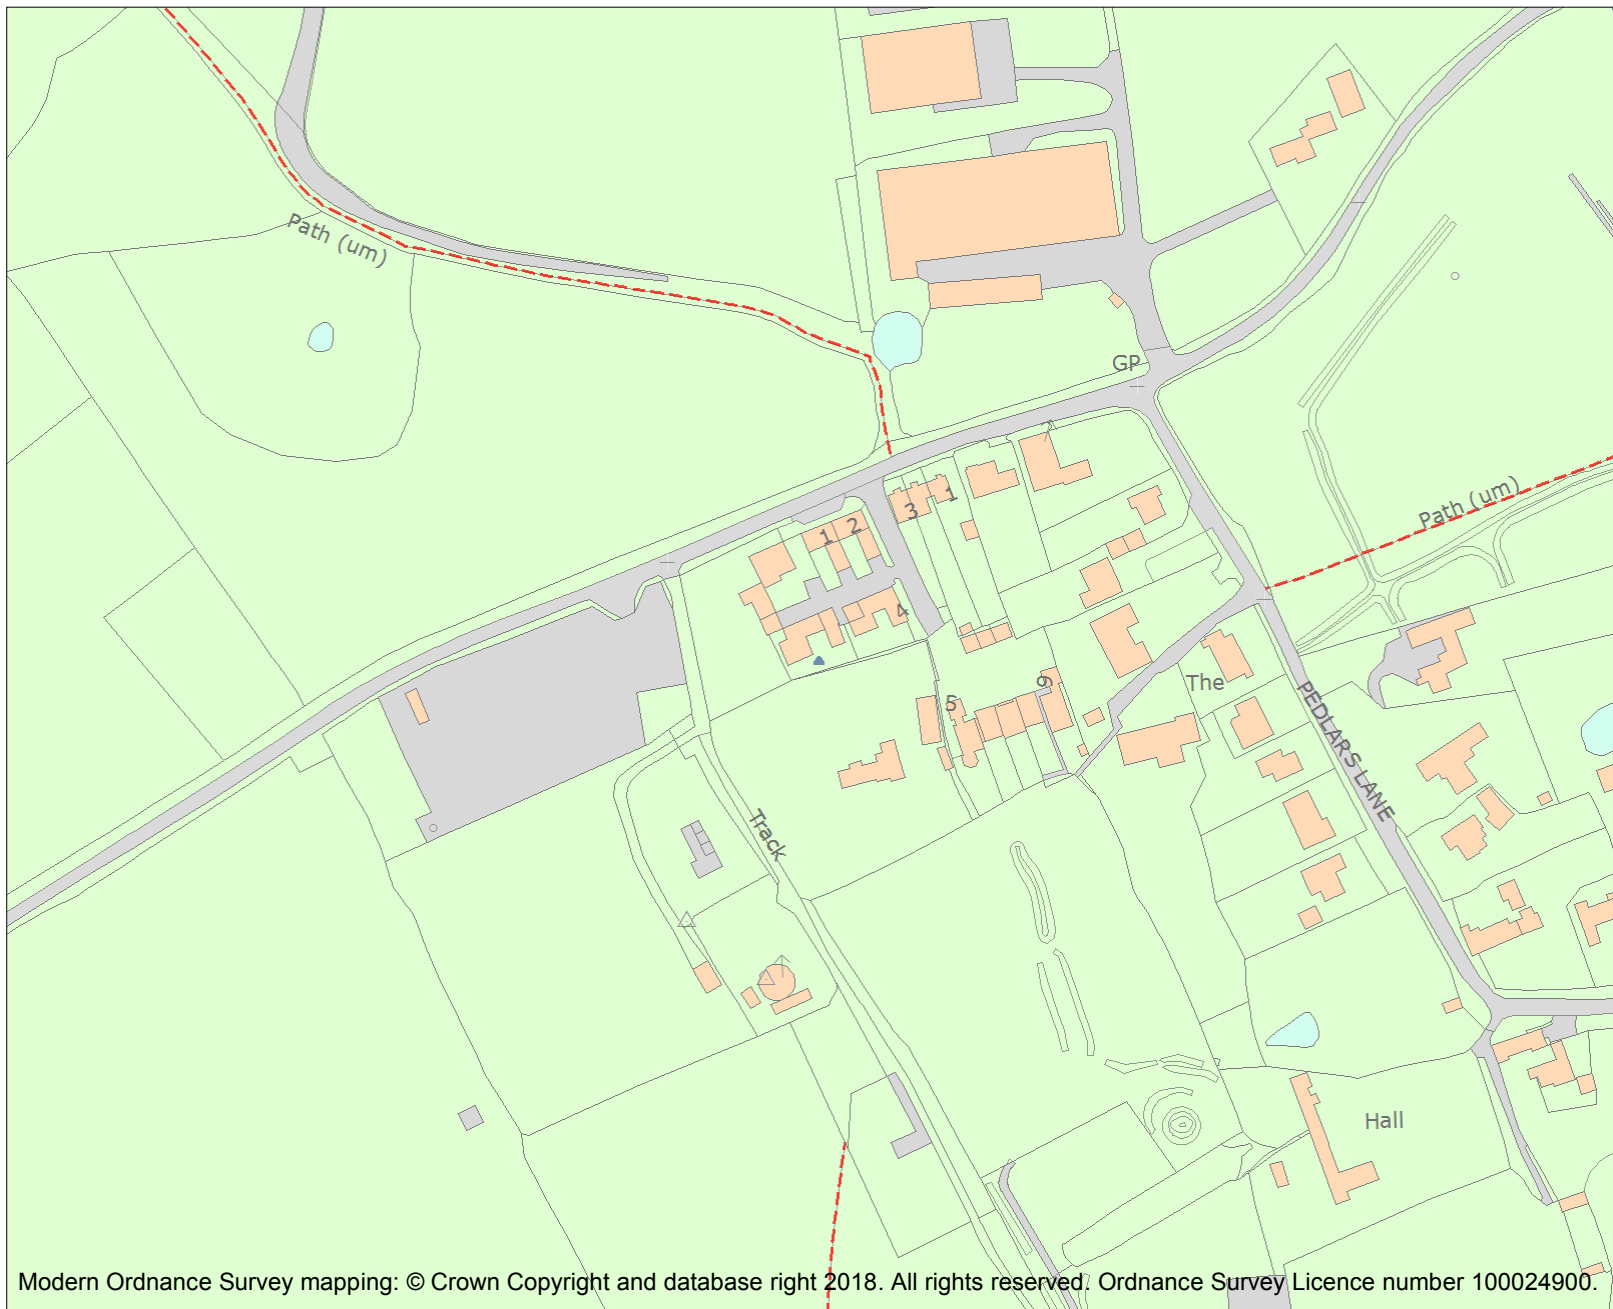 Path (um)
GP
Path (um)
1
3
1
2
4
The
6
5
PEDLARS LANE
Track
Hall
Modern Ordnance Survey mapping: © Crown Copyright and database right 2018. All rights reserved. Ordnance Survey Licence number 100024900.